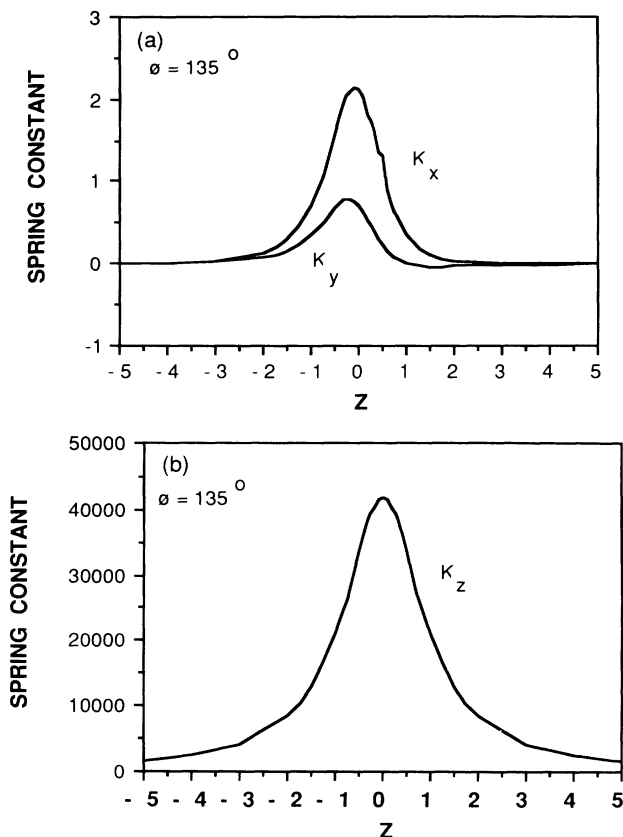 3
(a)
ø = 135 °
2
SPRING CONSTANT
K x
1
K y
0
-1
-5 -4 -3 -2 -1 0 1 2 3 4 5
Z
50000
(b)
ø = 135 °
40000
SPRING CONSTANT
K z
30000
20000
10000
0
-5 -4 -3 -2 -1 0 1 2 3 4 5
Z